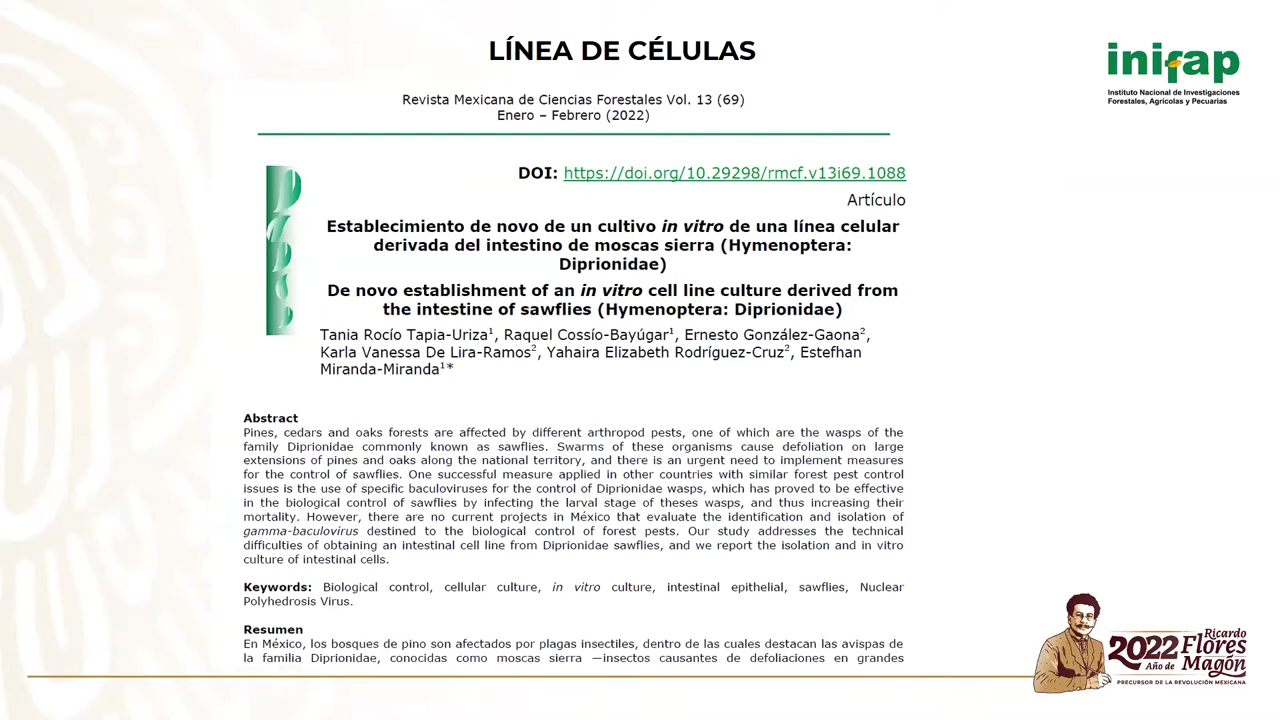 LÍNEA DE CÉLULAS
inifap
Instituto Nacional de Investigaciones
Forestales, Agrícolas y Pecuarias
Revista Mexicana de Ciencias Forestales Vol. 13 (69)
Enero – Febrero (2022)
DOI: https://doi.org/10.29298/rmcf.v13i69.1088
Artículo
Establecimiento de novo de un cultivo in vitro de una línea celular
derivada del intestino de moscas sierra (Hymenoptera:
Diprionidae)
De novo establishment of an in vitro cell line culture derived from
the intestine of sawflies (Hymenoptera: Diprionidae)
Tania Rocío Tapia-Uriza¹, Raquel Cossío-Bayúgar¹, Ernesto González-Gaona²,
Karla Vanessa De Lira-Ramos², Yahaira Elizabeth Rodríguez-Cruz², Estefhan
Miranda-Miranda¹*
Abstract
Pines, cedars and oaks forests are affected by different arthropod pests, one of which are the wasps of the
family Diprionidae commonly known as sawflies. Swarms of these organisms cause defoliation on large
extensions of pines and oaks along the national territory, and there is an urgent need to implement measures
for the control of sawflies. One successful measure applied in other countries with similar forest pest control
issues is the use of specific baculoviruses for the control of Diprionidae wasps, which has proved to be effective
in the biological control of sawflies by infecting the larval stage of theses wasps, and thus increasing their
mortality. However, there are no current projects in México that evaluate the identification and isolation of
gamma-baculovirus destined to the biological control of forest pests. Our study addresses the technical
difficulties of obtaining an intestinal cell line from Diprionidae sawflies, and we report the isolation and in vitro
culture of intestinal cells.
Keywords: Biological control, cellular culture, in vitro culture, intestinal epithelial, sawflies, Nuclear
Polyhedrosis Virus.
Resumen
En México, los bosques de pino son afectados por plagas insectiles, dentro de las cuales destacan las avispas de
la familia Diprionidae, conocidas como moscas sierra —insectos causantes de defoliaciones en grandes
2022 Ricardo
Año de Flores
Magón
PRECURSOR DE LA REVOLUCIÓN MEXICANA